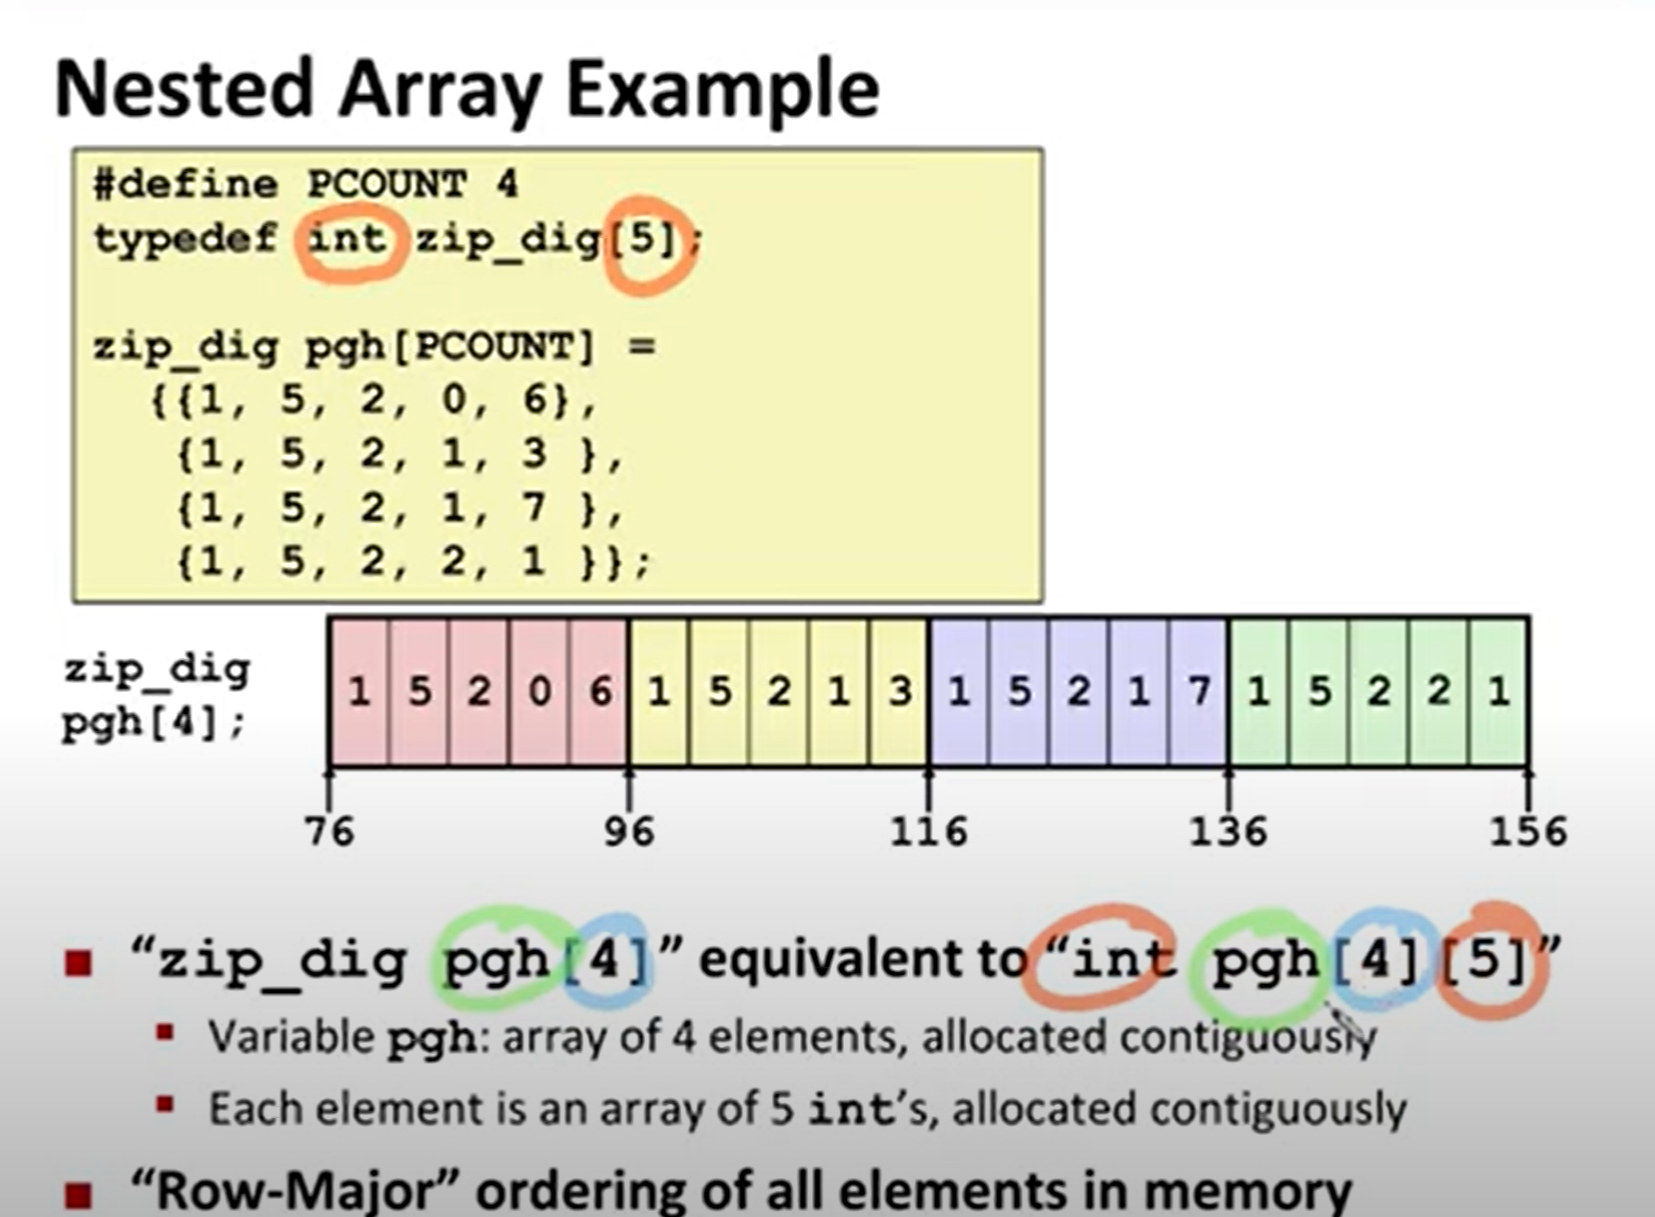 Nested Array Example
#define PCOUNT 4
typedef int zip_dig[5];
zip_dig pgh[PCOUNT] =
{{1, 5, 2, 0, 6},
{1, 5, 2, 1, 3 },
{1, 5, 2, 1, 7 },
{1, 5, 2, 2, 1 }};
zip_dig
pgh[4];
1 5 2 0 6 1 5 2 1 3 1 5 2 1 7 1 5 2 2 1
76 96 116 136 156
▪ “zip_dig pgh[4]” equivalent to “int pgh[4][5]”
▪ Variable pgh: array of 4 elements, allocated contiguously
▪ Each element is an array of 5 int’s, allocated contiguously
▪ “Row-Major” ordering of all elements in memory